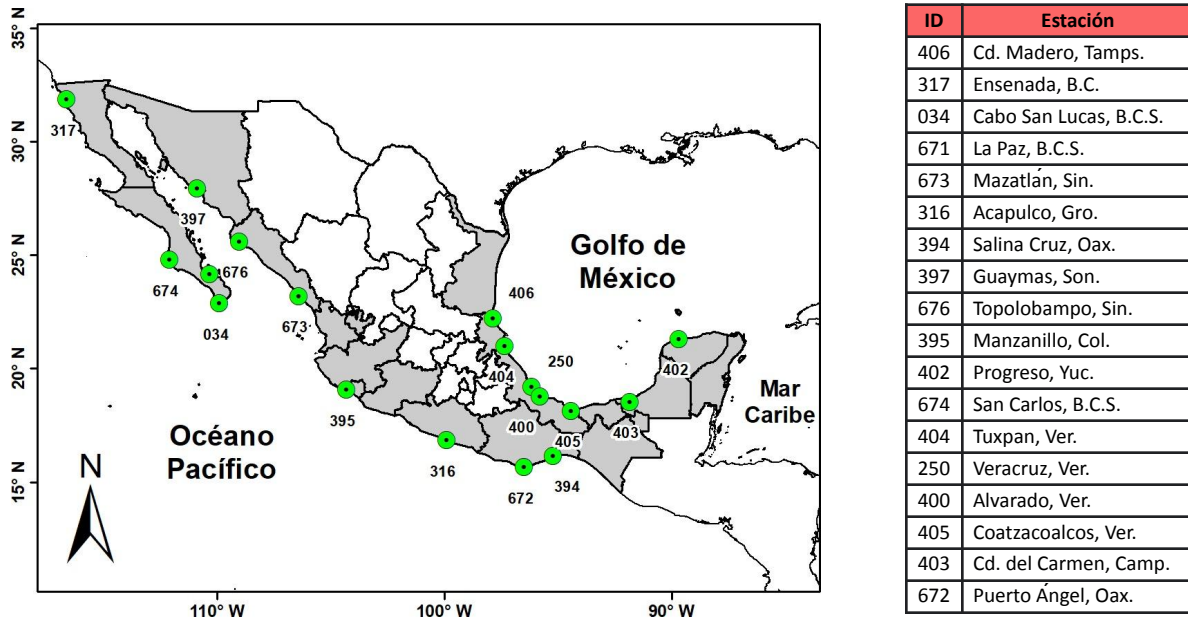 35° N
30° N
25° N
20° N
15° N
110° W
100° W
90° W
317
397
676
674
034
673
395
316
672
394
406
250
404
400
405
403
402
Golfo de
México
Mar
Caribe
Océano
Pacífico
N
ID Estación
406 Cd. Madero, Tamps.
317 Ensenada, B.C.
034 Cabo San Lucas, B.C.S.
671 La Paz, B.C.S.
673 Mazatlán, Sin.
316 Acapulco, Gro.
394 Salina Cruz, Oax.
397 Guaymas, Son.
676 Topolobampo, Sin.
395 Manzanillo, Col.
402 Progreso, Yuc.
674 San Carlos, B.C.S.
404 Tuxpan, Ver.
250 Veracruz, Ver.
400 Alvarado, Ver.
405 Coatzacoalcos, Ver.
403 Cd. del Carmen, Camp.
672 Puerto Ángel, Oax.